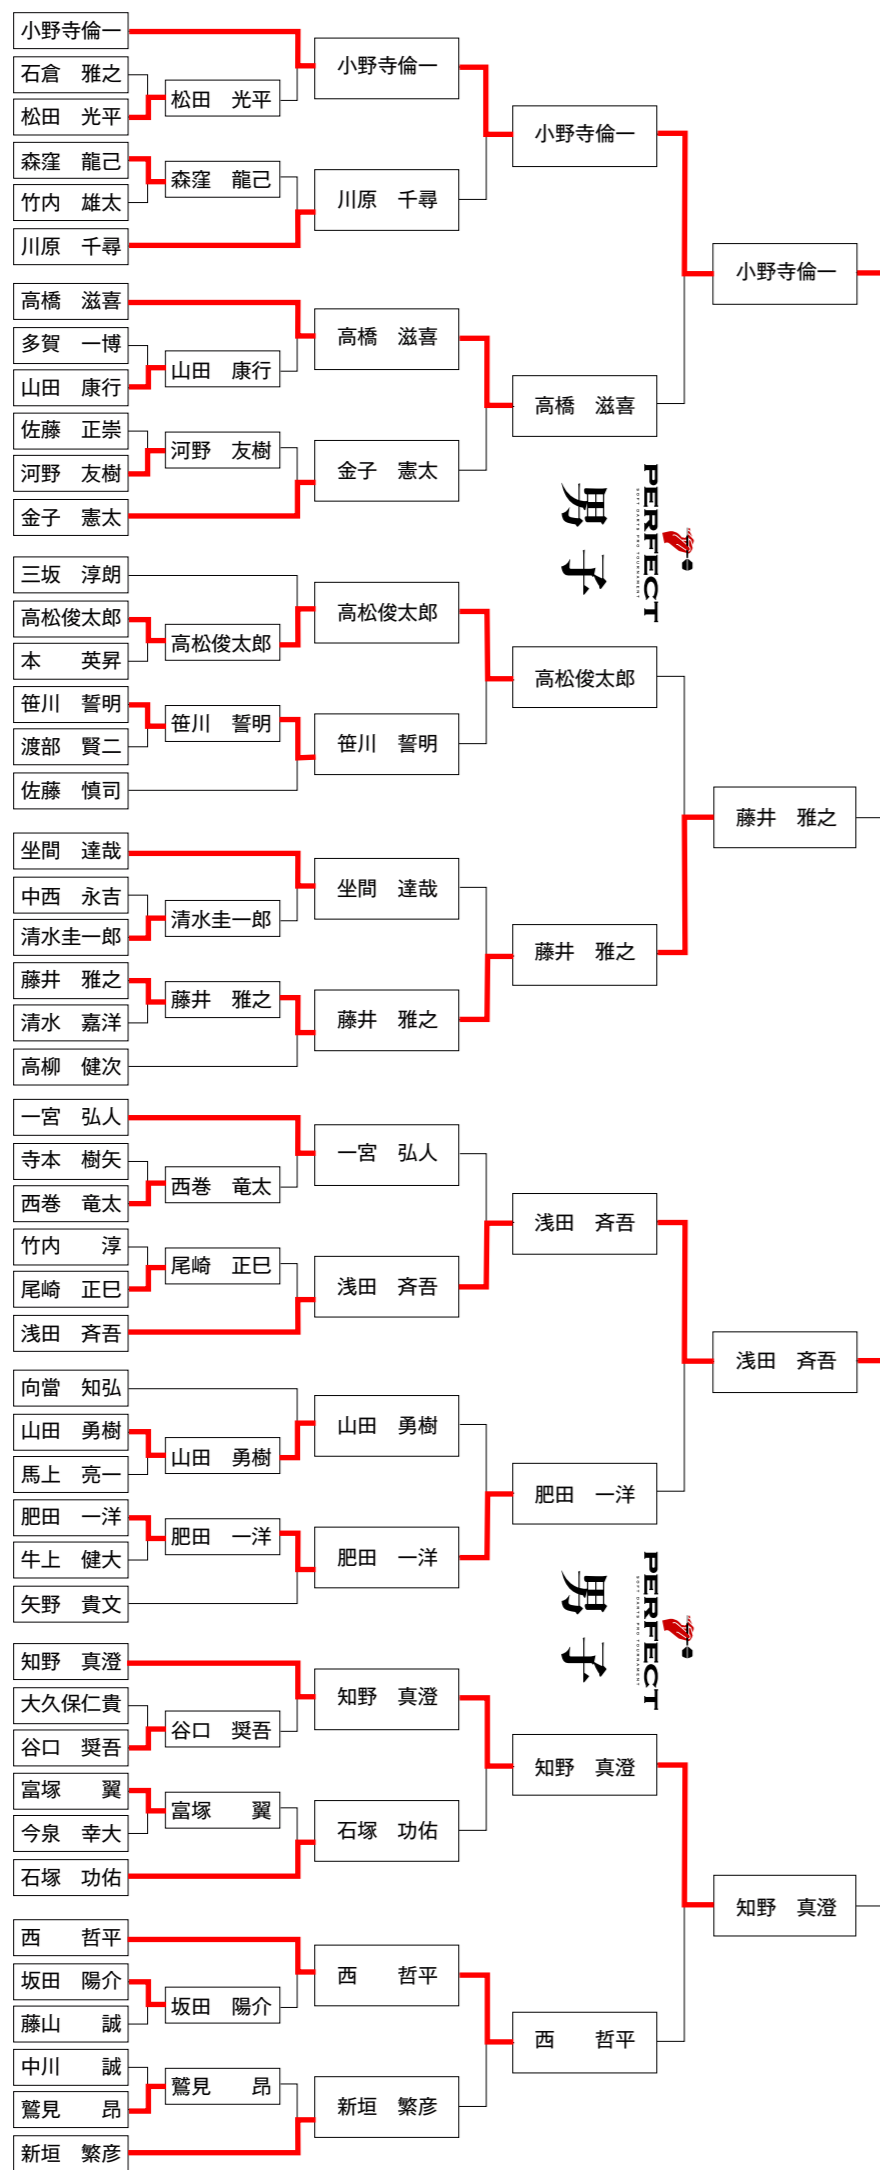 小野寺倫一
石倉　雅之
松田　光平
森窪　龍己
竹内　雄太
川原　千尋
高橋　滋喜
多賀　一博
山田　康行
佐藤　正崇
河野　友樹
金子　憲太
三坂　淳朗
高松俊太郎
本　　英昇
笹川　誓明
渡部　賢二
佐藤　慎司
坐間　達哉
中西　永吉
清水圭一郎
藤井　雅之
清水　嘉洋
高柳　健次
一宮　弘人
寺本　樹矢
西巻　竜太
竹内　　淳
尾崎　正巳
浅田　斉吾
向當　知弘
山田　勇樹
馬上　亮一
肥田　一洋
牛上　健大
矢野　貴文
知野　真澄
大久保仁貴
谷口　奨吾
富塚　　翼
今泉　幸大
石塚　功佑
西　　哲平
坂田　陽介
藤山　　誠
中川　　誠
鷲見　　昂
新垣　繁彦
松田　光平
森窪　龍己
山田　康行
河野　友樹
高松俊太郎
笹川　誓明
清水圭一郎
藤井　雅之
西巻　竜太
尾崎　正巳
山田　勇樹
肥田　一洋
谷口　奨吾
富塚　　翼
坂田　陽介
鷲見　　昂
小野寺倫一
川原　千尋
高橋　滋喜
金子　憲太
高松俊太郎
笹川　誓明
坐間　達哉
藤井　雅之
一宮　弘人
浅田　斉吾
山田　勇樹
肥田　一洋
知野　真澄
石塚　功佑
西　　哲平
新垣　繁彦
小野寺倫一
高橋　滋喜
高松俊太郎
藤井　雅之
浅田　斉吾
肥田　一洋
知野　真澄
西　　哲平
小野寺倫一
藤井　雅之
浅田　斉吾
知野　真澄
PERFECT
SOFT DARTS PRO TOURNAMENT
男子
PERFECT
SOFT DARTS PRO TOURNAMENT
男子